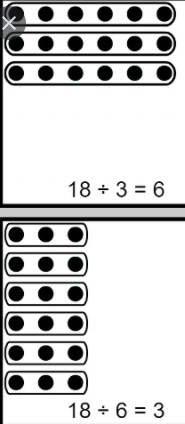 18 ÷ 3 = 6
18 ÷ 6 = 3